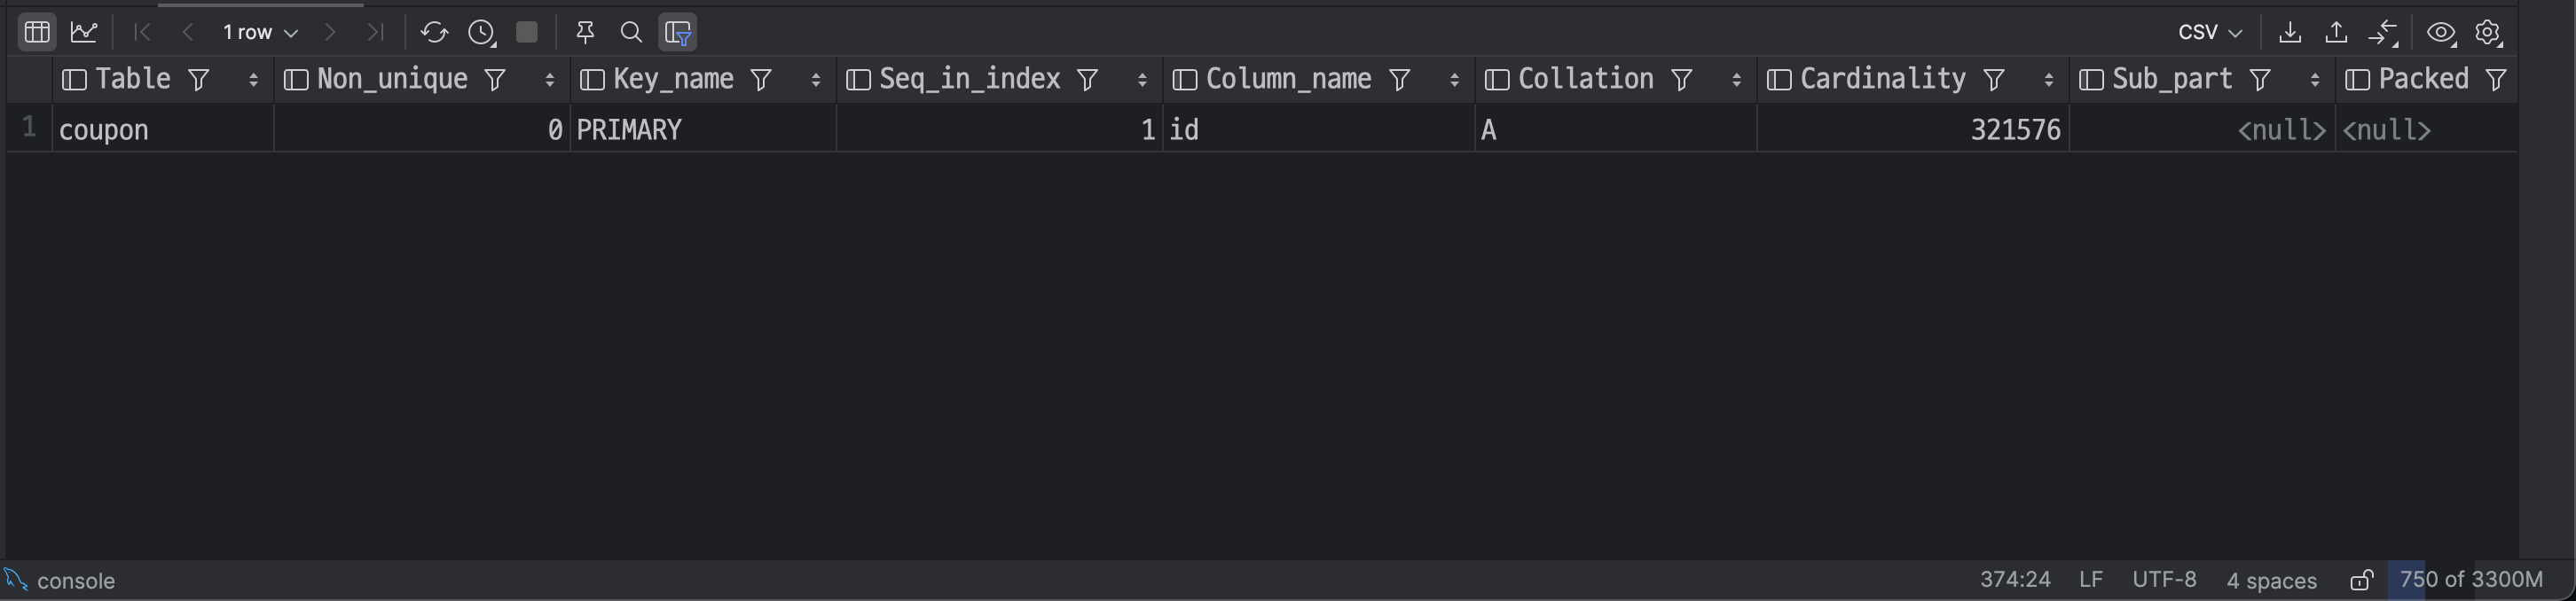 1 row CSV
Table Non_unique Key_name Seq_in_index Column_name Collation Cardinality Sub_part Packed
1 coupon 0 PRIMARY 1 id A 321576 <null> <null>
console 374:24 LF UTF-8 4 spaces 750 of 3300M